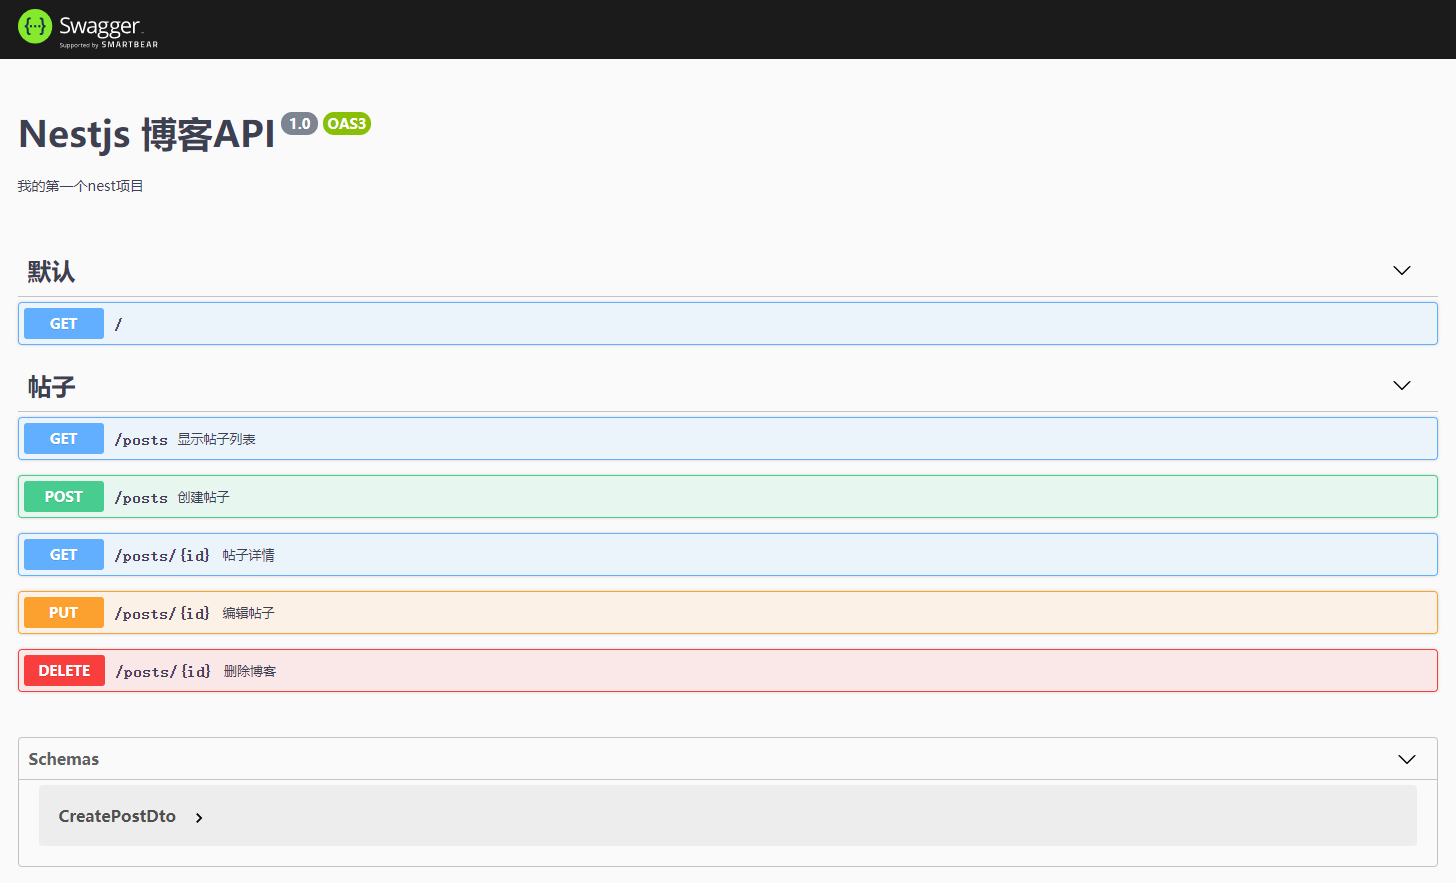 Swagger
Supported by SMARTBEAR
Nestjs 博客API 1.0 OAS3
我的第一个nest项目
默认
GET /
帖子
GET /posts 显示帖子列表
POST /posts 创建帖子
GET /posts/{id} 帖子详情
PUT /posts/{id} 编辑帖子
DELETE /posts/{id} 删除博客
Schemas
CreatePostDto